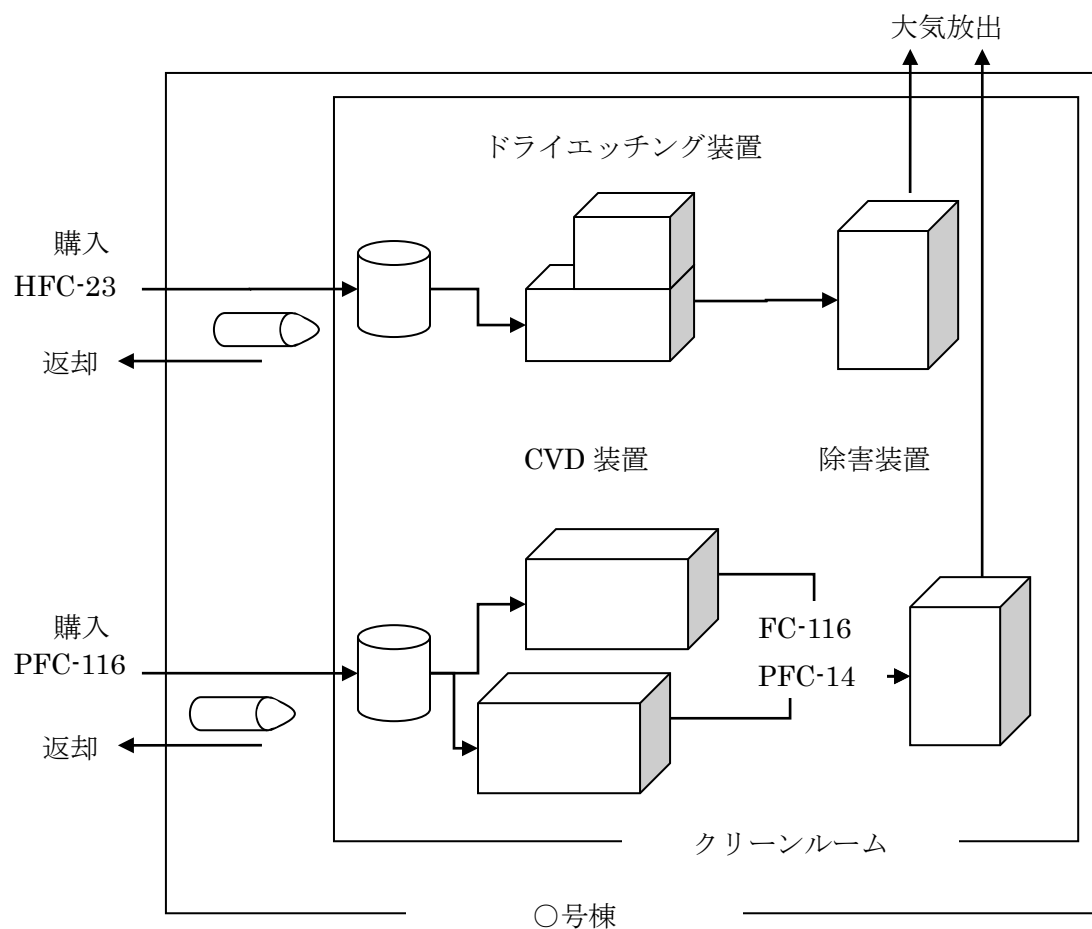 大気放出
ドライエッチング装置
購入
HFC-23
返却
CVD 装置
除害装置
購入
PFC-116
FC-116
PFC-14
返却
クリーンルーム
○号棟